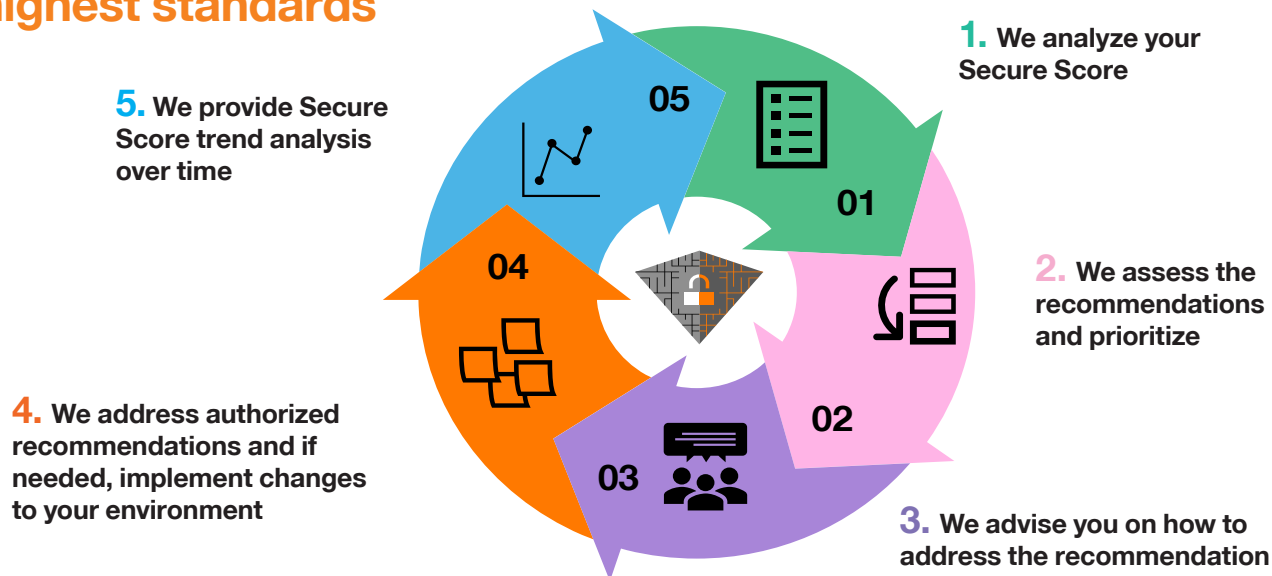 highest standards
1. We analyze your
Secure Score
2. We assess the
recommendations
and prioritize
3. We advise you on how to
address the recommendation
4. We address authorized
recommendations and if
needed, implement changes
to your environment
5. We provide Secure
Score trend analysis
over time
01
02
03
04
05